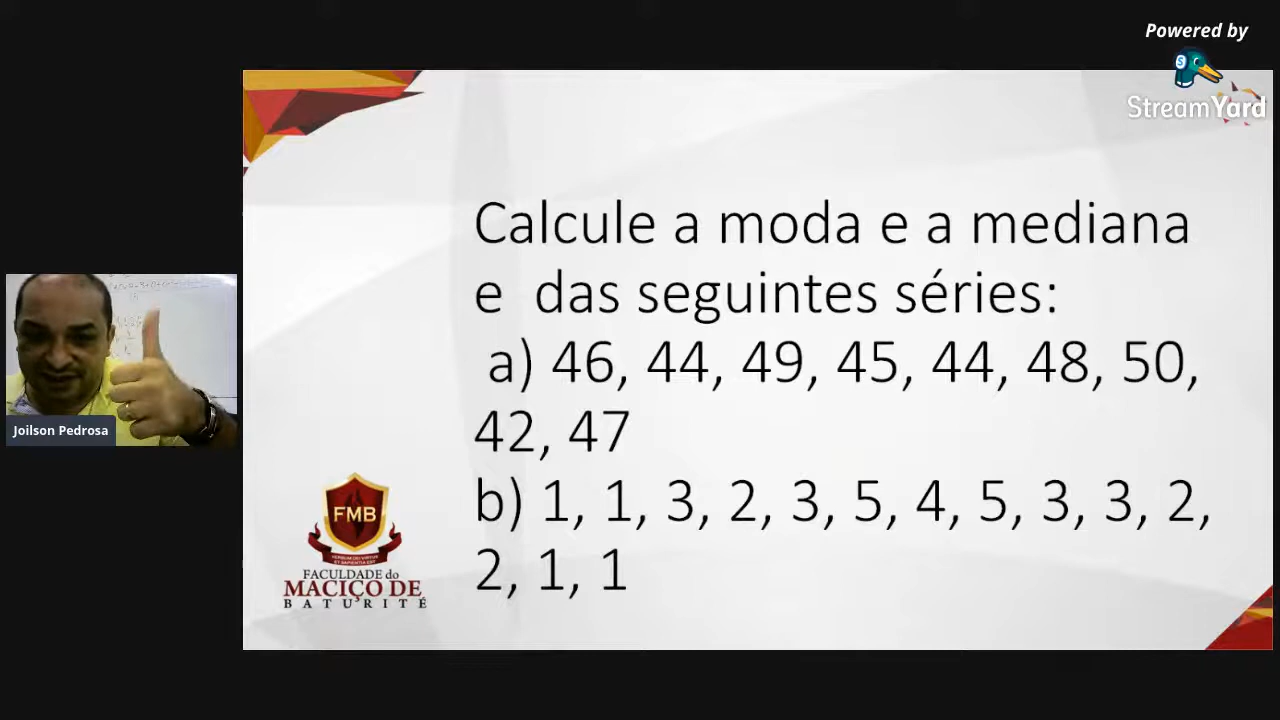 Powered by
StreamYard
Calcule a moda e a mediana
e das seguintes séries:
a) 46, 44, 49, 45, 44, 48, 50,
42, 47
b) 1, 1, 3, 2, 3, 5, 4, 5, 3, 3, 2,
2, 1, 1
Joilson Pedrosa
FMB
FACULDADE do
MACIÇO DE
BATURITÉ